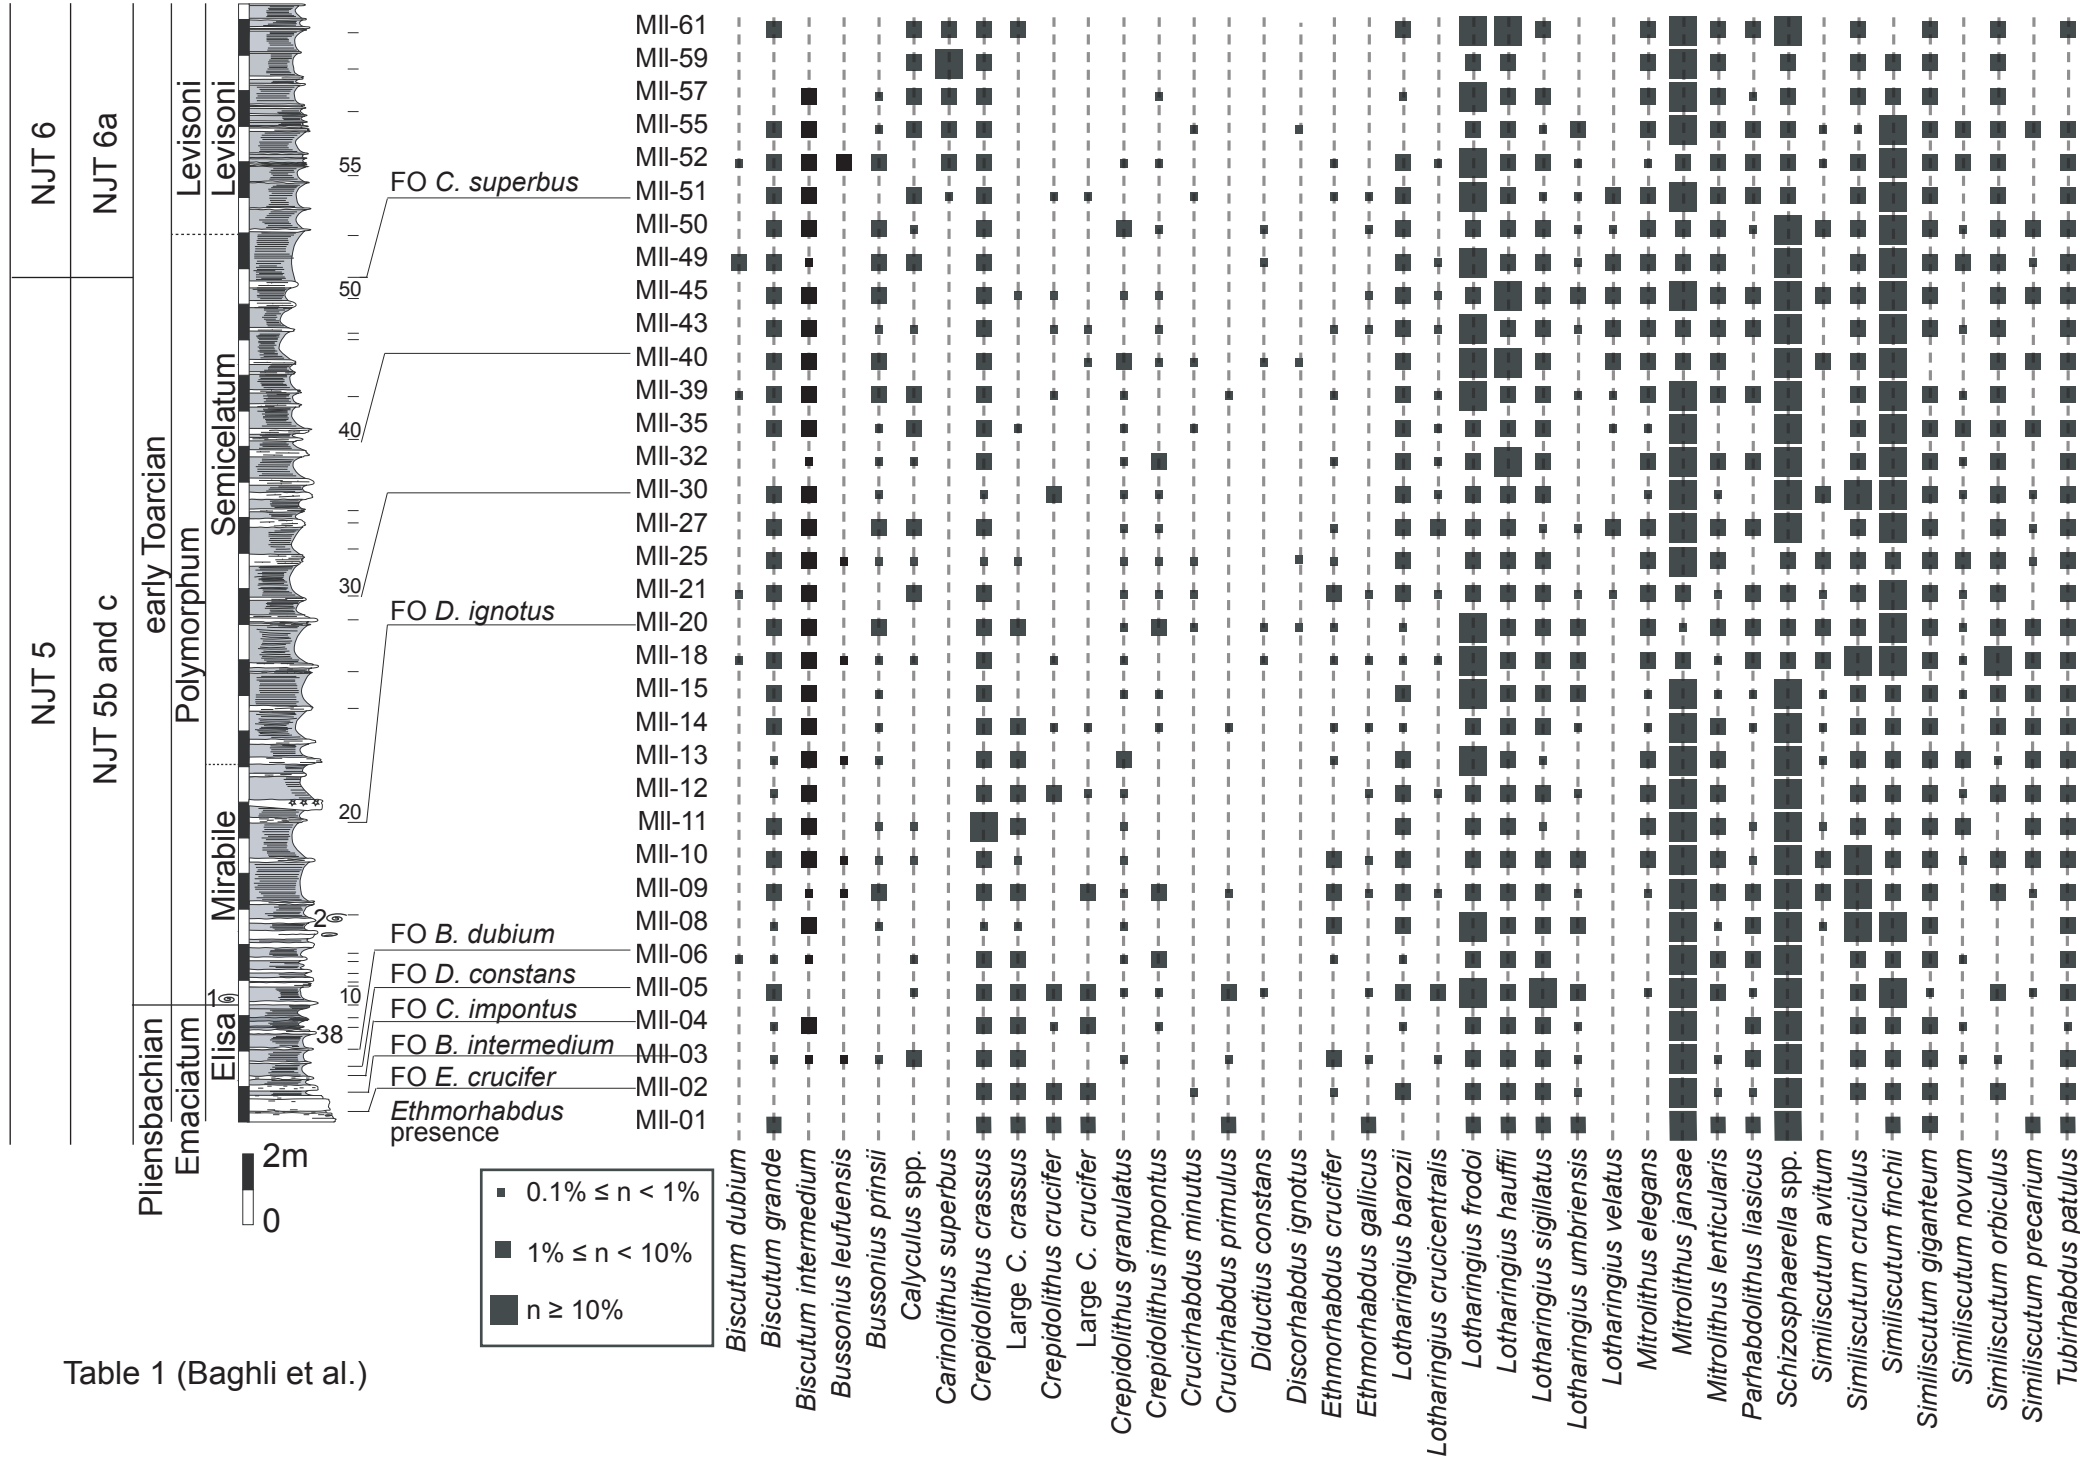 NJT 6
NJT 5
NJT 6a
NJT 5b and c
early Toarcian
Pliensbachian
Levisoni
Polymorphum
Emaciatum
Levisoni
Semicelatum
Mirabile
Elisa
55
50
40
30
20
2
1
10
38
FO C. superbus
FO D. ignotus
FO B. dubium
FO D. constans
FO C. impontus
FO B. intermedium
FO E. crucifer
Ethmorhabdus
presence
MII-61
MII-59
MII-57
MII-55
MII-52
MII-51
MII-50
MII-49
MII-45
MII-43
MII-40
MII-39
MII-35
MII-32
MII-30
MII-27
MII-25
MII-21
MII-20
MII-18
MII-15
MII-14
MII-13
MII-12
MII-11
MII-10
MII-09
MII-08
MII-06
MII-05
MII-04
MII-03
MII-02
MII-01
2m
0
0.1% ≤ n < 1%
1% ≤ n < 10%
n ≥ 10%
Biscutum dubium
Biscutum grande
Biscutum intermedium
Bussonius leufuensis
Bussonius prinsii
Calyculus spp.
Carinolithus superbus
Crepidolithus crassus
Large C. crassus
Crepidolithus crucifer
Large C. crucifer
Crepidolithus granulatus
Crepidolithus impontus
Crucirhabdus minutus
Crucirhabdus primulus
Diductius constans
Discorhabdus ignotus
Ethmorhabdus crucifer
Ethmorhabdus gallicus
Lotharingius barozii
Lotharingius crucicentralis
Lotharingius frodoi
Lotharingius hauffii
Lotharingius sigillatus
Lotharingius umbriensis
Lotharingius velatus
Mitrolithus elegans
Mitrolithus jansae
Mitrolithus lenticularis
Parhabdolithus liasicus
Schizosphaerella spp.
Similiscutum avitum
Similiscutum cruciulus
Similiscutum finchii
Similiscutum giganteum
Similiscutum novum
Similiscutum orbiculus
Similiscutum precarium
Tubirhabdus patulus
Table 1 (Baghli et al.)